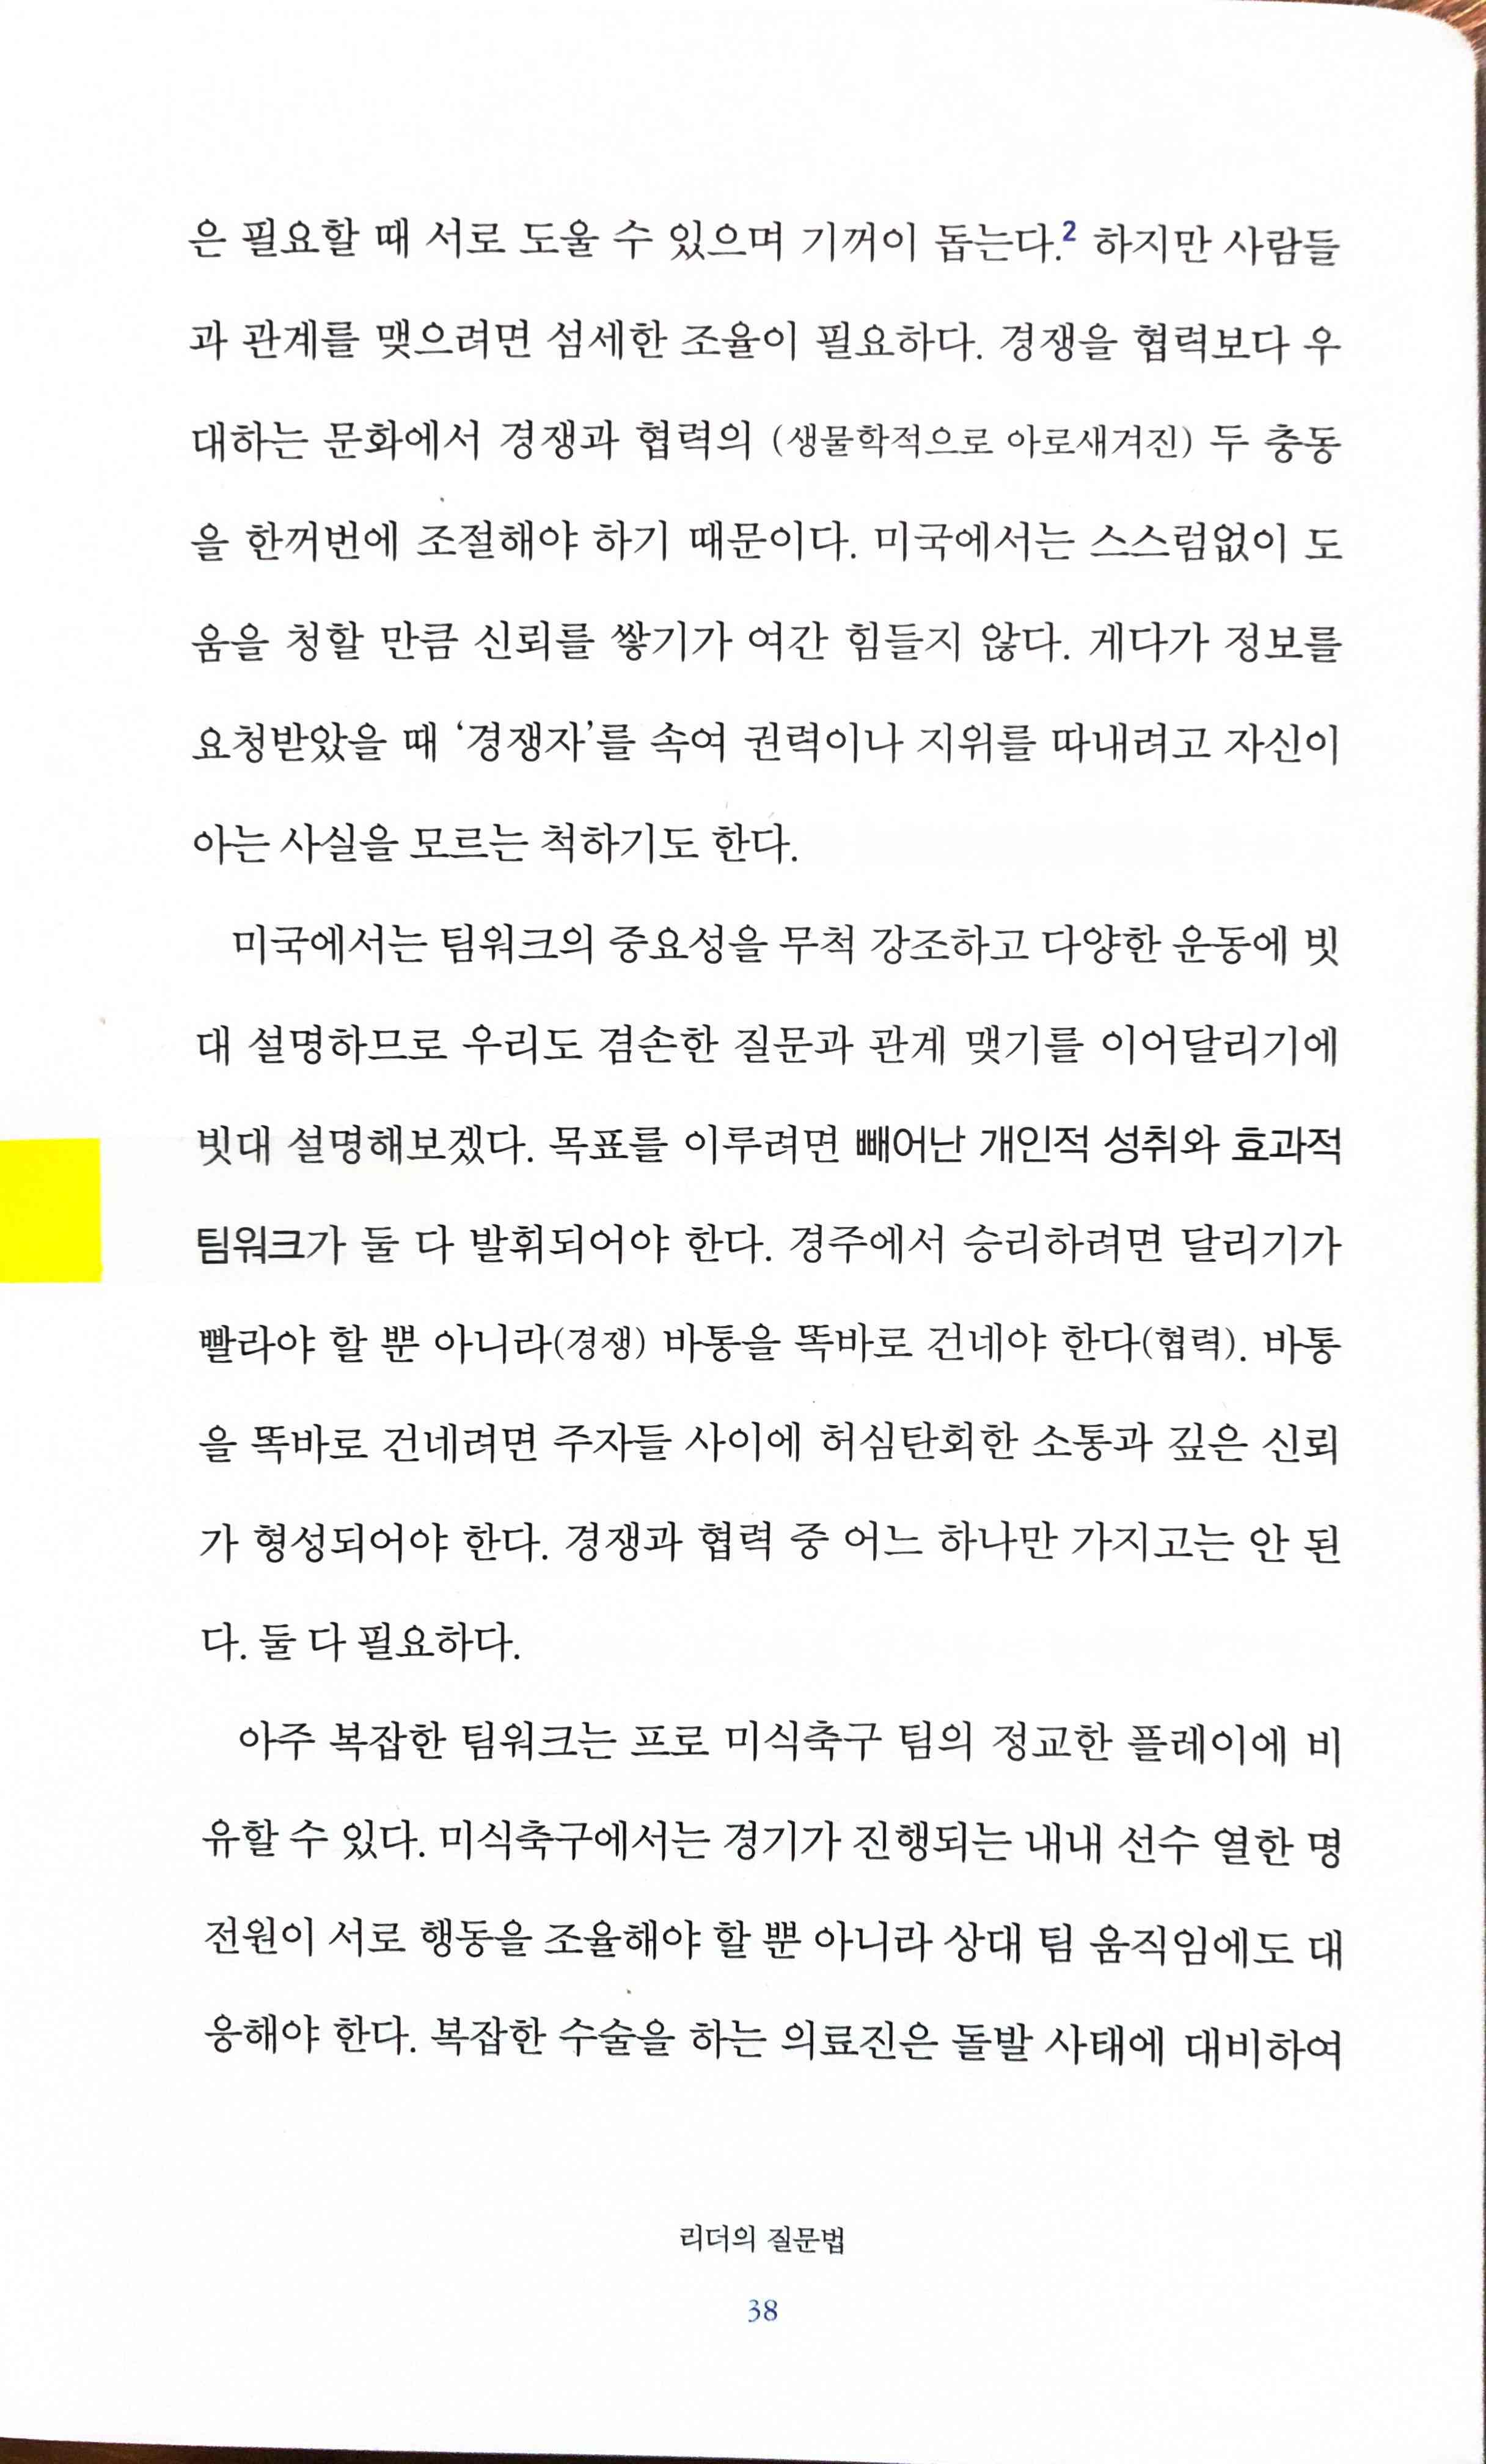 은 필요할 때 서로 도울 수 있으며 기꺼이 돕는다.2 하지만 사람들
과 관계를 맺으려면 섬세한 조율이 필요하다. 경쟁을 협력보다 우
대하는 문화에서 경쟁과 협력의 (생물학적으로 아로새겨진) 두 충동
을 한꺼번에 조절해야 하기 때문이다. 미국에서는 스스럼없이 도
움을 청할 만큼 신뢰를 쌓기가 여간 힘들지 않다. 게다가 정보를
요청받았을 때 ‘경쟁자’를 속여 권력이나 지위를 따내려고 자신이
아는 사실을 모르는 척하기도 한다.
미국에서는 팀워크의 중요성을 무척 강조하고 다양한 운동에 빗
대 설명하므로 우리도 겸손한 질문과 관계 맺기를 이어달리기에
빗대 설명해보겠다. 목표를 이루려면 빼어난 개인적 성취와 효과적
팀워크가 둘 다 발휘되어야 한다. 경주에서 승리하려면 달리기가
빨라야 할 뿐 아니라(경쟁) 바통을 똑바로 건네야 한다(협력). 바통
을 똑바로 건네려면 주자들 사이에 허심탄회한 소통과 깊은 신뢰
가 형성되어야 한다. 경쟁과 협력 중 어느 하나만 가지고는 안 된
다. 둘 다 필요하다.
아주 복잡한 팀워크는 프로 미식축구 팀의 정교한 플레이에 비
유할 수 있다. 미식축구에서는 경기가 진행되는 내내 선수 열한 명
전원이 서로 행동을 조율해야 할 뿐 아니라 상대 팀 움직임에도 대
응해야 한다. 복잡한 수술을 하는 의료진은 돌발 사태에 대비하여
리더의 질문법
38